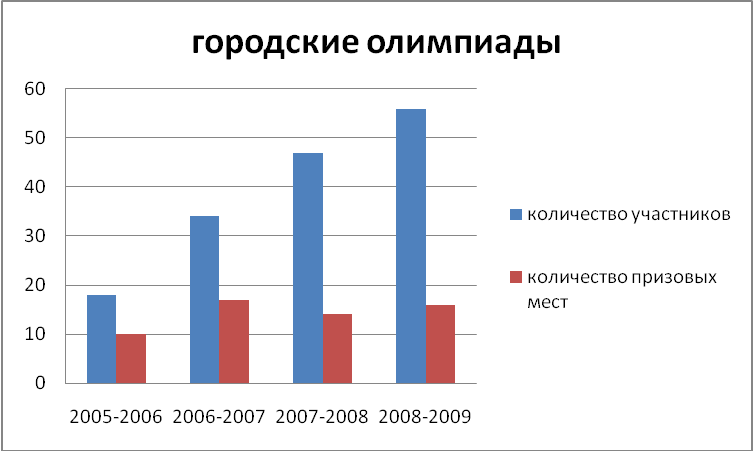 городские олимпиады
60
50
40
30
20
10
0
2005-2006 2006-2007 2007-2008 2008-2009
количество участников
количество призовых
мест